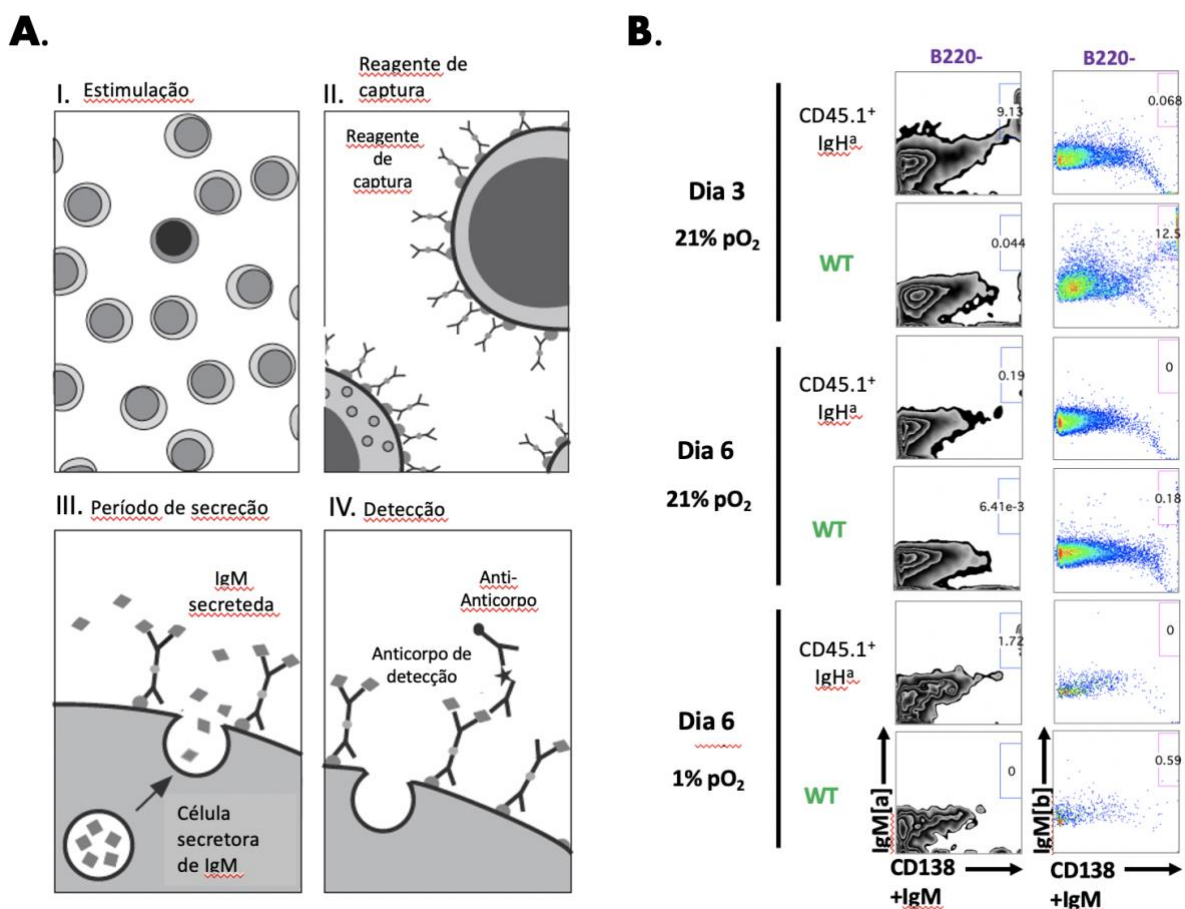 A.
I. Estimulação
II. Reagente de
captura
Reagente
de
captura
III. Período de secreção
IgM
secreteda
Célula
secretora
de IgM
IV. Detecção
Anti-
Anticorpo
Anticorpo de
detecção
B.
B220-
B220-
Dia 3
21% pO₂
CD45.1⁺
IgHᵃ
9.13
0.068
WT
0.044
12.5
Dia 6
21% pO₂
CD45.1⁺
IgHᵃ
0.19
0
WT
6.41e-3
0.18
Dia 6
1% pO₂
CD45.1⁺
IgHᵃ
1.72
0
WT
0
0.59
IgM[a]
IgM[b]
CD138
+IgM
CD138
+IgM